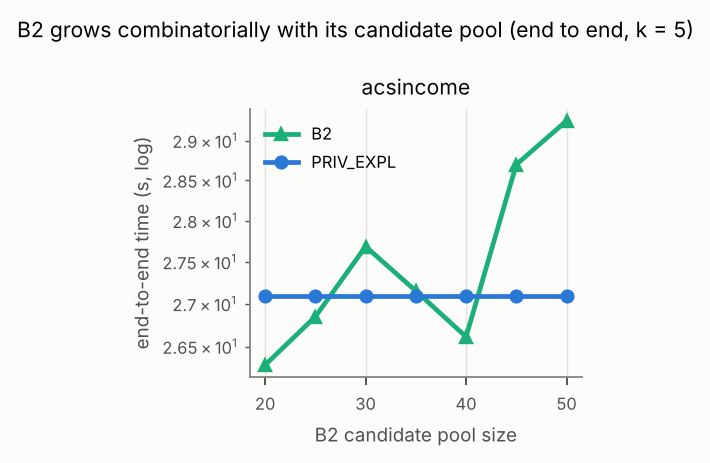 B2 grows combinatorially with its candidate pool (end to end, k = 5)
acsincome
B2
PRIV_EXPL
end-to-end time (s, log)
2.9 × 10¹
2.85 × 10¹
2.8 × 10¹
2.75 × 10¹
2.7 × 10¹
2.65 × 10¹
20
30
40
50
B2 candidate pool size